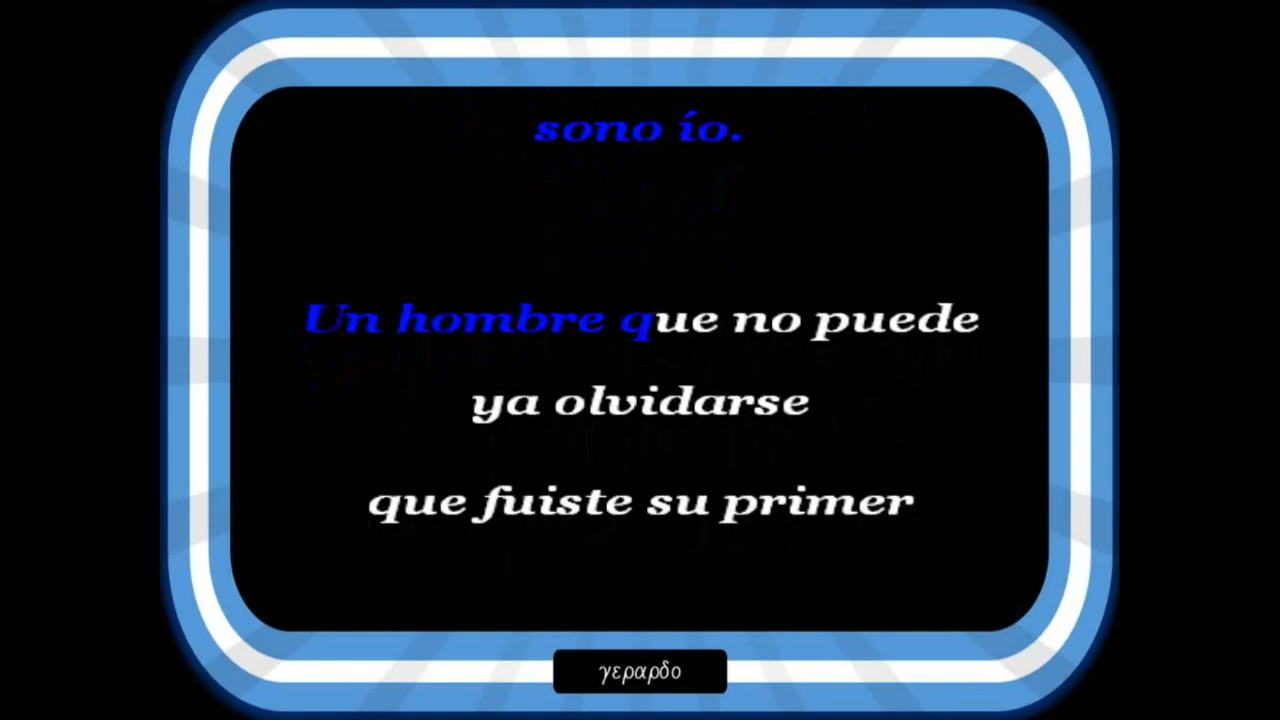 sono ío.
Un hombre que no puede
ya olvidarse
que fuiste su primer
γεραρδο